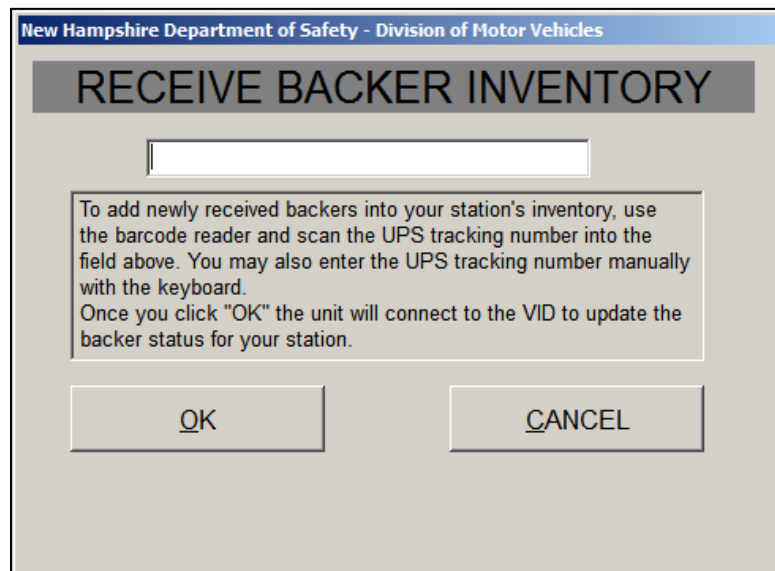 New Hampshire Department of Safety - Division of Motor Vehicles
RECEIVE BACKER INVENTORY
To add newly received backers into your station's inventory, use
the barcode reader and scan the UPS tracking number into the
field above. You may also enter the UPS tracking number manually
with the keyboard.
Once you click "OK" the unit will connect to the VID to update the
backer status for your station.
OK
CANCEL